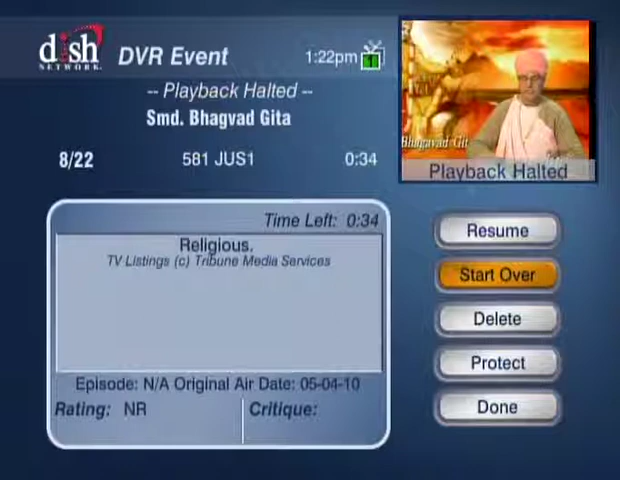 dish
NETWORK
DVR Event
1:22pm
1
-- Playback Halted --
Smd. Bhagvad Gita
8/22
581 JUS1
0:34
Bhagavad Git
Playback Halted
Time Left: 0:34
Religious.
TV Listings (c) Tribune Media Services
Episode: N/A Original Air Date: 05-04-10
Rating: NR
Critique:
Resume
Start Over
Delete
Protect
Done